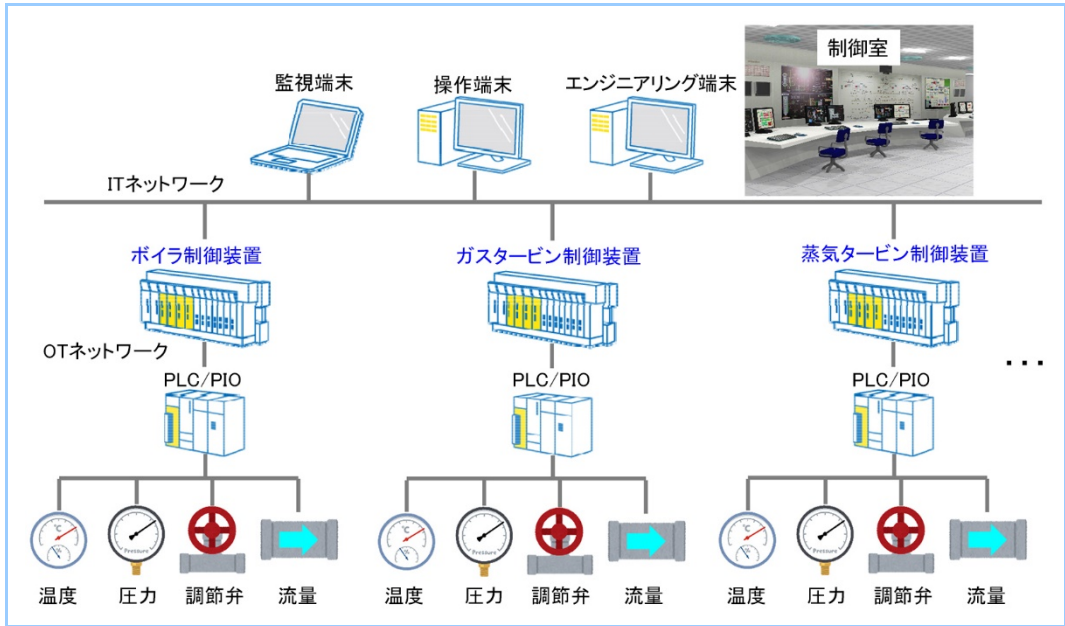 制御室
監視端末
操作端末
エンジニアリング端末
ITネットワーク
ボイラ制御装置
ガスタービン制御装置
蒸気タービン制御装置
OTネットワーク
...
PLC/PIO
PLC/PIO
PLC/PIO
℃
Pressure
℃
Pressure
℃
Pressure
温度
圧力
調節弁
流量
温度
圧力
調節弁
流量
温度
圧力
調節弁
流量